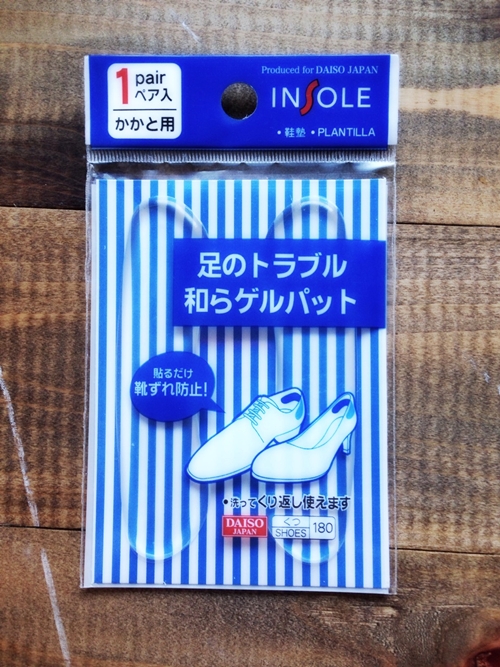 1 pair
ペア入
かかと用
Produced for DAISO JAPAN
INSOLE
•鞋墊 •PLANTILLA
足のトラブル
和らゲルパット
貼るだけ
靴ずれ防止!
•洗ってくり返し使えます
DAISO
JAPAN
くつ
SHOES
180